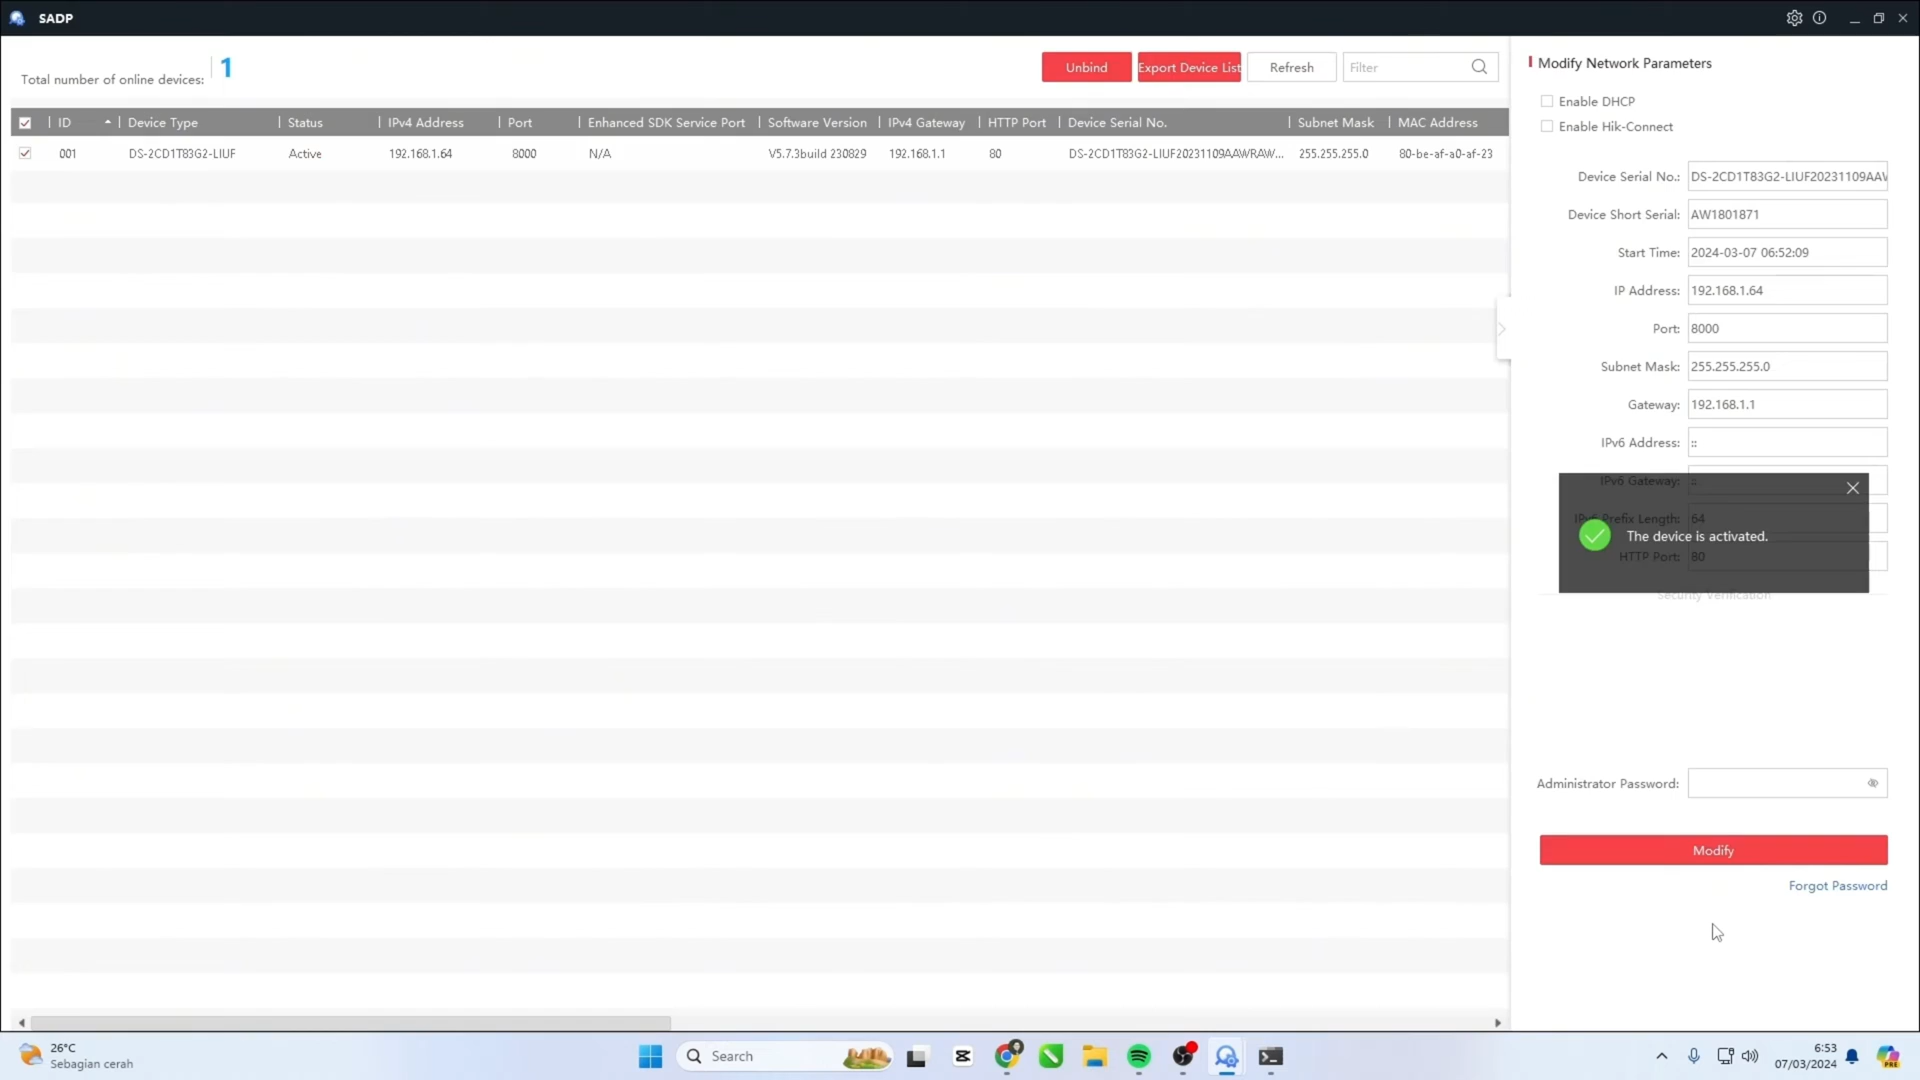 SADP
Total number of online devices: 1
Unbind
Export Device List
Refresh
Filter
ID Device Type Status IPv4 Address Port Enhanced SDK Service Port Software Version IPv4 Gateway HTTP Port Device Serial No. Subnet Mask MAC Address
001 DS-2CD1T83G2-LIUF Active 192.168.1.64 8000 N/A V5.7.3build 230829 192.168.1.1 80 DS-2CD1T83G2-LIUF20231109AAWRAW... 255.255.255.0 80-be-af-a0-af-23
Modify Network Parameters
Enable DHCP
Enable Hik-Connect
Device Serial No.: DS-2CD1T83G2-LIUF20231109AAW
Device Short Serial: AW1801871
Start Time: 2024-03-07 06:52:09
IP Address: 192.168.1.64
Port: 8000
Subnet Mask: 255.255.255.0
Gateway: 192.168.1.1
IPv6 Address: ::
IPv6 Gateway: ::
IPv6 Prefix Length: 64
The device is activated.
HTTP Port: 80
Security Verification
Administrator Password:
Modify
Forgot Password
26°C
Sebagian cerah
Search
6:53
07/03/2024
PRE